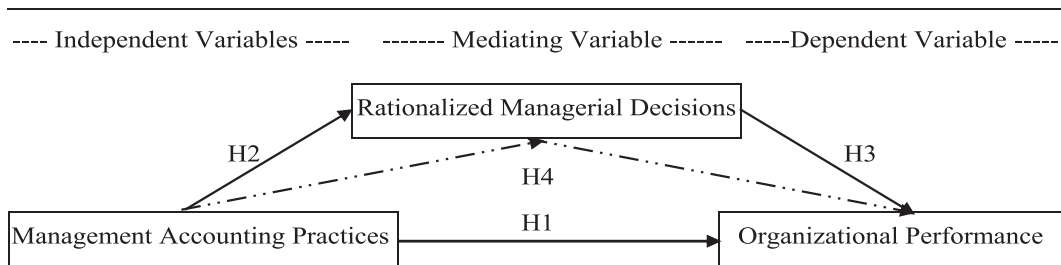 ---- Independent Variables ----- ------- Mediating Variable ------ -----Dependent Variable -----
Rationalized Managerial Decisions
H2
H3
H4
H1
Management Accounting Practices
Organizational Performance